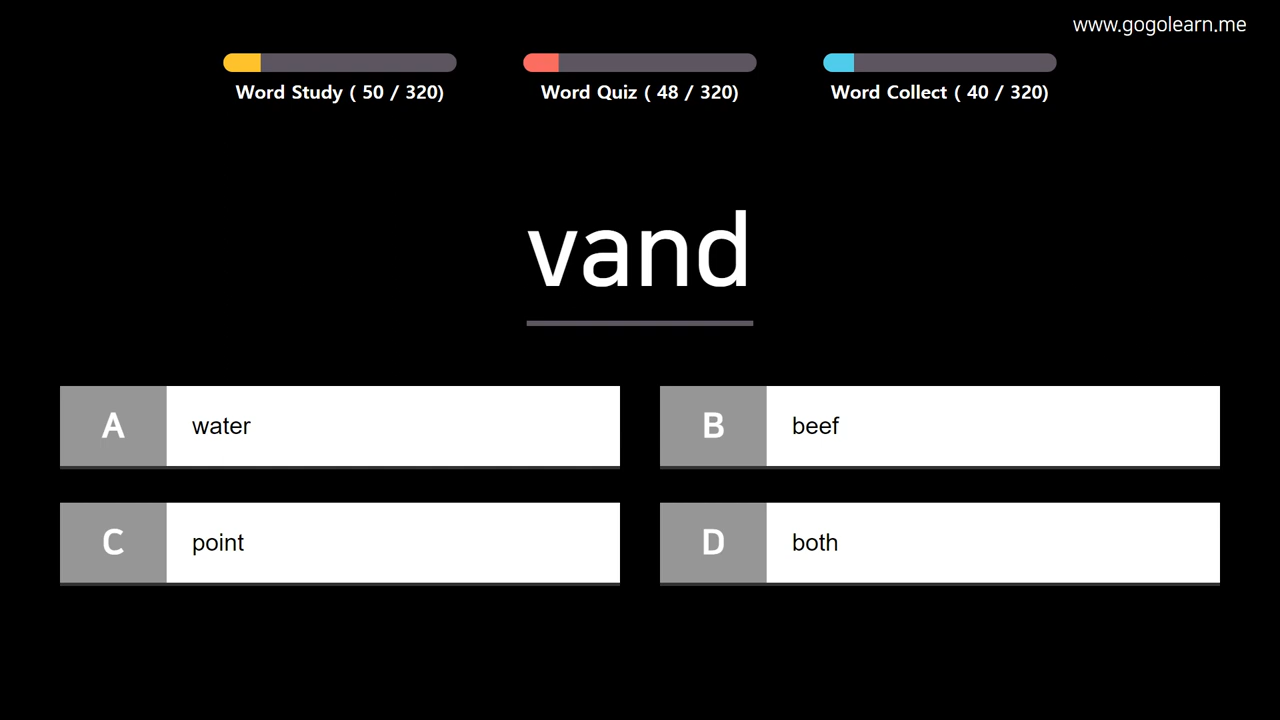 www.gogolearn.me
Word Study ( 50 / 320)
Word Quiz ( 48 / 320)
Word Collect ( 40 / 320)
vand
A water
B beef
C point
D both